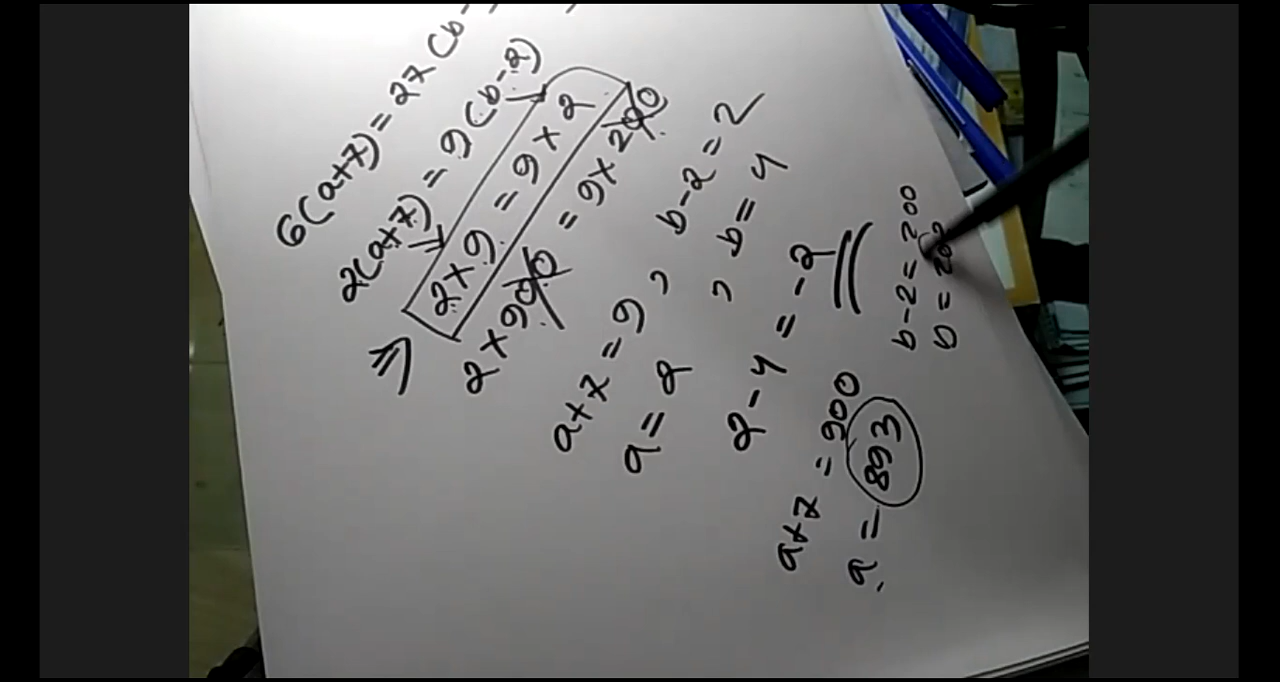 6(a+7) = 27(b-
2(a+7) = 9(b-2)
⇒ 2×9 = 9×2
2×900 = 9×200
a+7 = 9, b-2 = 2
a = 2, b = 4
2-4 = -2
a+7 = 900
b-2 = 200
a = 893
b = 202